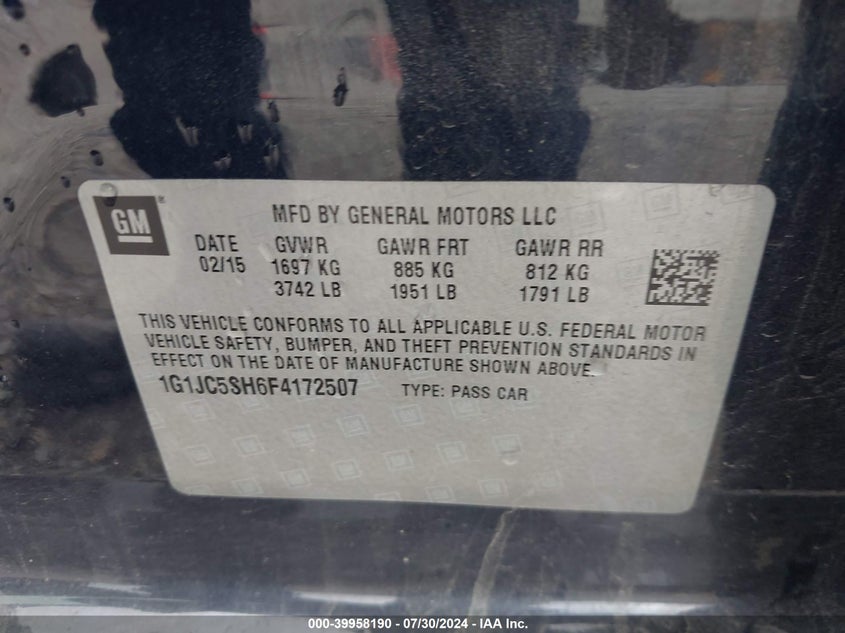 GM ®
MFD BY GENERAL MOTORS LLC
DATE GVWR GAWR FRT GAWR RR
02/15 1697 KG 885 KG 812 KG
3742 LB 1951 LB 1791 LB
THIS VEHICLE CONFORMS TO ALL APPLICABLE U.S. FEDERAL MOTOR
VEHICLE SAFETY, BUMPER, AND THEFT PREVENTION STANDARDS IN
EFFECT ON THE DATE OF MANUFACTURE SHOWN ABOVE.
1G1JC5SH6F4172507 TYPE: PASS CAR
000-39958190 - 07/30/2024 - IAA Inc.